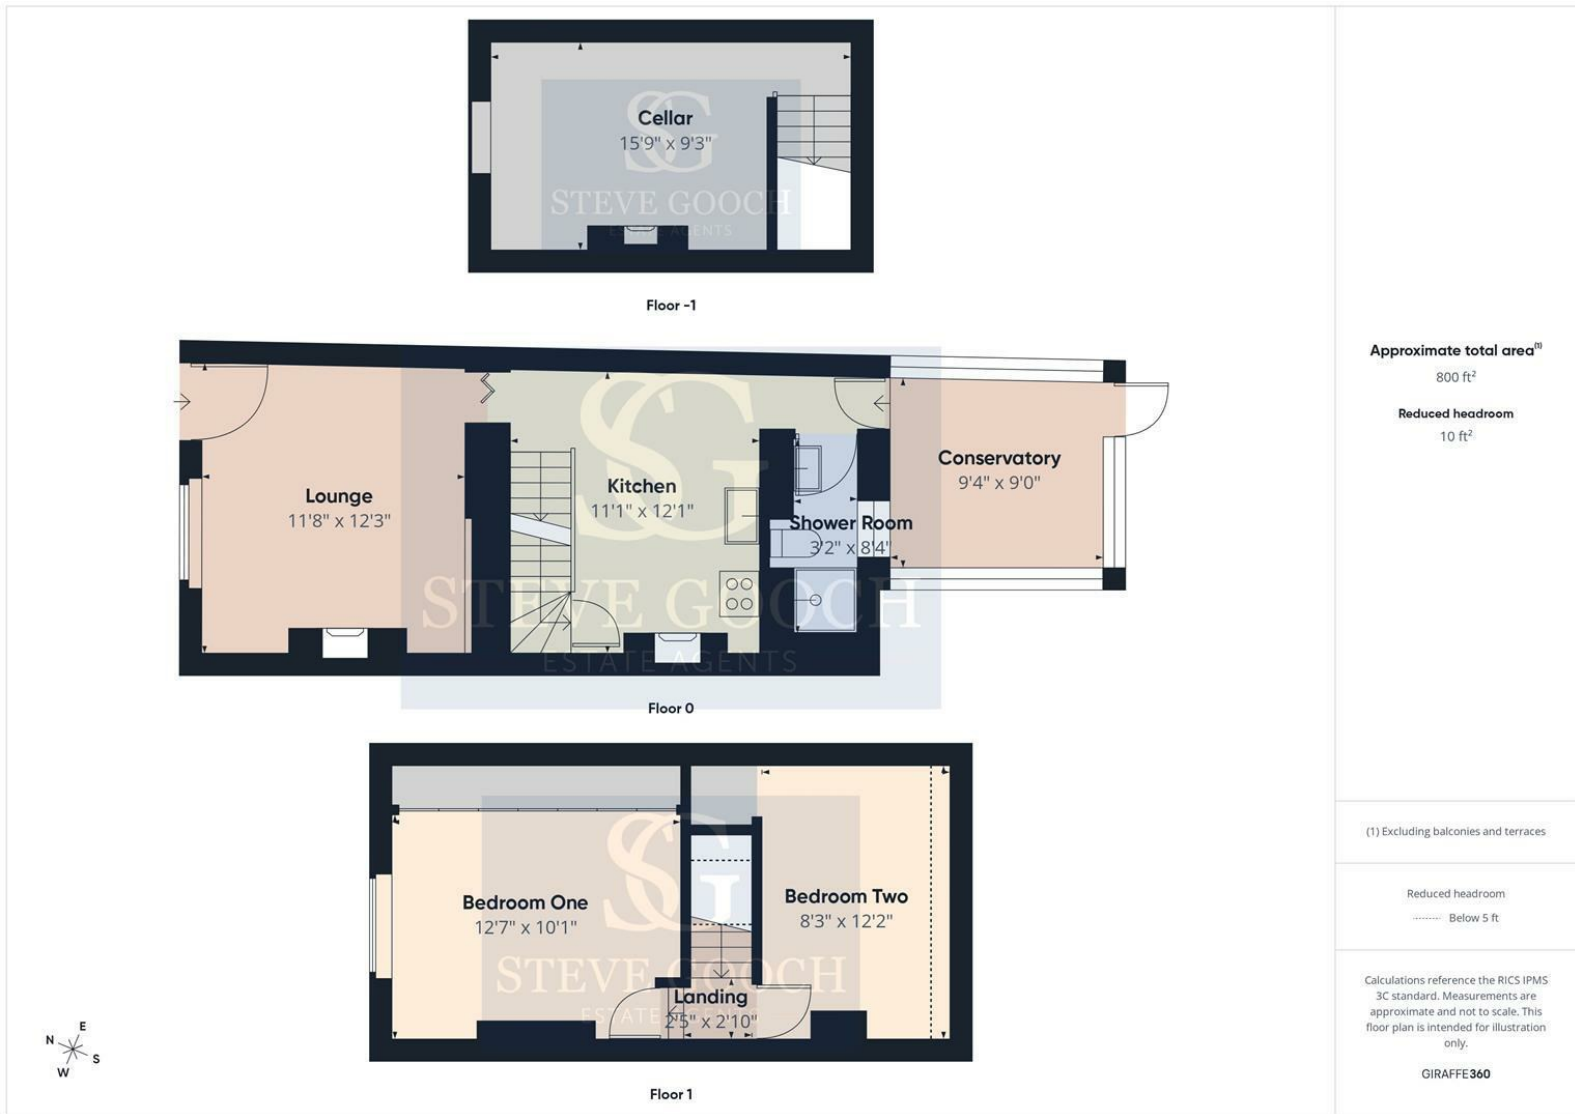 SG
Cellar
15'9" x 9'3"
STEVE GOOCH
ESTATE AGENTS
Floor -1
SG
Lounge
11'8" x 12'3"
Kitchen
11'1" x 12'1"
Shower Room
3'2" x 8'4"
Conservatory
9'4" x 9'0"
STEVE GOOCH
ESTATE AGENTS
Floor 0
SG
Bedroom One
12'7" x 10'1"
Bedroom Two
8'3" x 12'2"
STEVE GOOCH
Landing
2'5" x 2'10"
ESTATE AGENTS
Floor 1
N
E
S
W
Approximate total area(1)
800 ft²
Reduced headroom
10 ft²
(1) Excluding balconies and terraces
Reduced headroom
Below 5 ft
Calculations reference the RICS IPMS
3C standard. Measurements are
approximate and not to scale. This
floor plan is intended for illustration
only.
GIRAFFE360